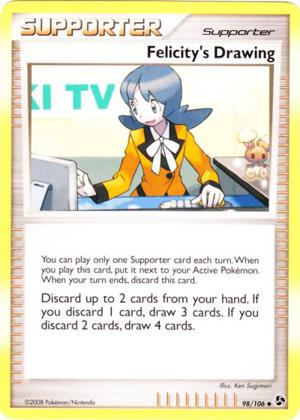 SUPPORTER
Supporter
Felicity's Drawing
KI TV
You can play only one Supporter card each turn. When
you play this card, put it next to your Active Pokémon.
When your turn ends, discard this card.
Discard up to 2 cards from your hand. If
you discard 1 card, draw 3 cards. If you
discard 2 cards, draw 4 cards.
Illus. Ken Sugimori
©2008 Pokémon/Nintendo
98/106